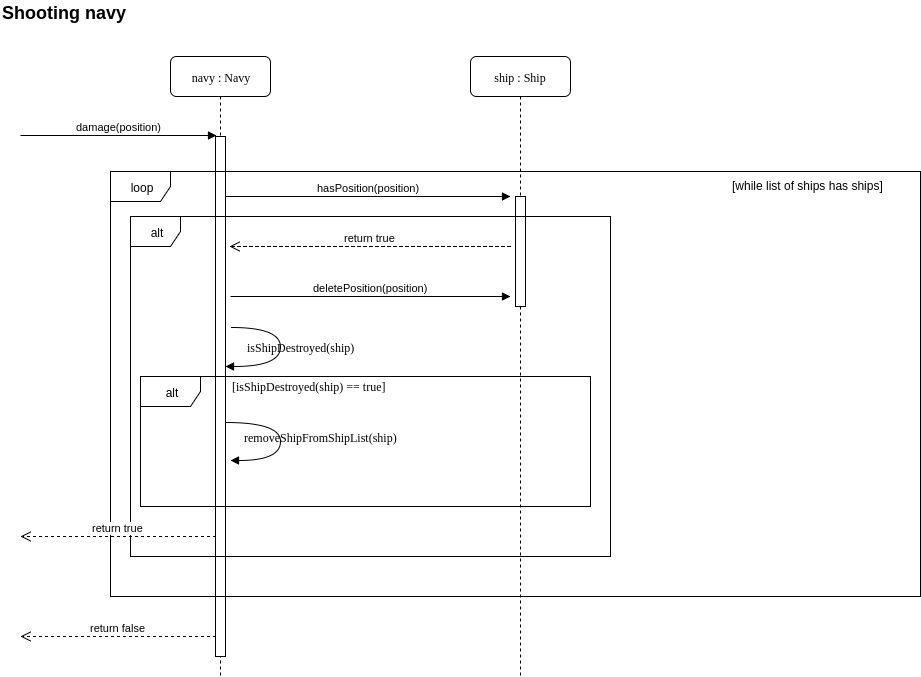 Shooting navy
navy : Navy
ship : Ship
damage(position)
loop
[while list of ships has ships]
hasPosition(position)
alt
return true
deletePosition(position)
isShipDestroyed(ship)
alt
[isShipDestroyed(ship) == true]
removeShipFromShipList(ship)
return true
return false